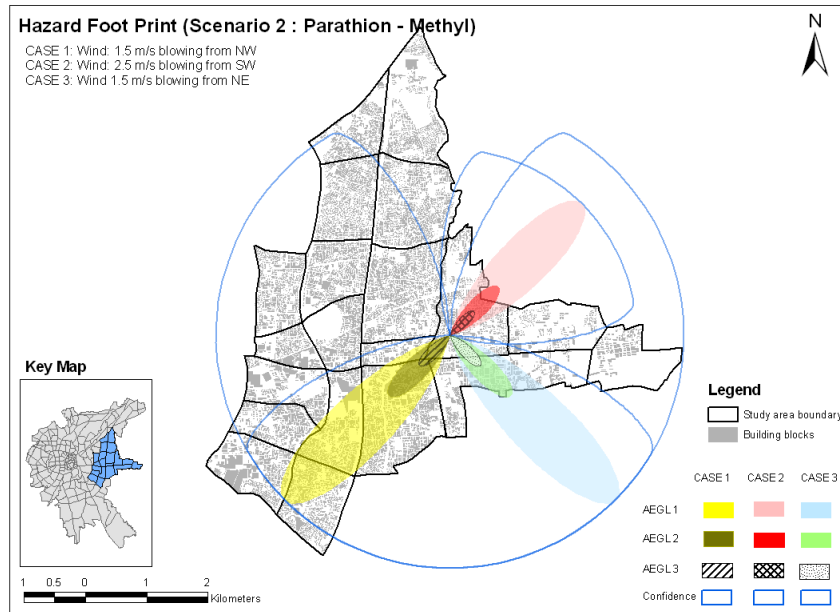 Hazard Foot Print (Scenario 2 : Parathion - Methyl)
CASE 1: Wind: 1.5 m/s blowing from NW
CASE 2: Wind: 2.5 m/s blowing from SW
CASE 3: Wind 1.5 m/s blowing from NE
N
Key Map
Legend
Study area boundary
Building blocks
CASE 1 CASE 2 CASE 3
AEGL 1
AEGL 2
AEGL 3
Confidence
1 0.5 0 1 2
Kilometers